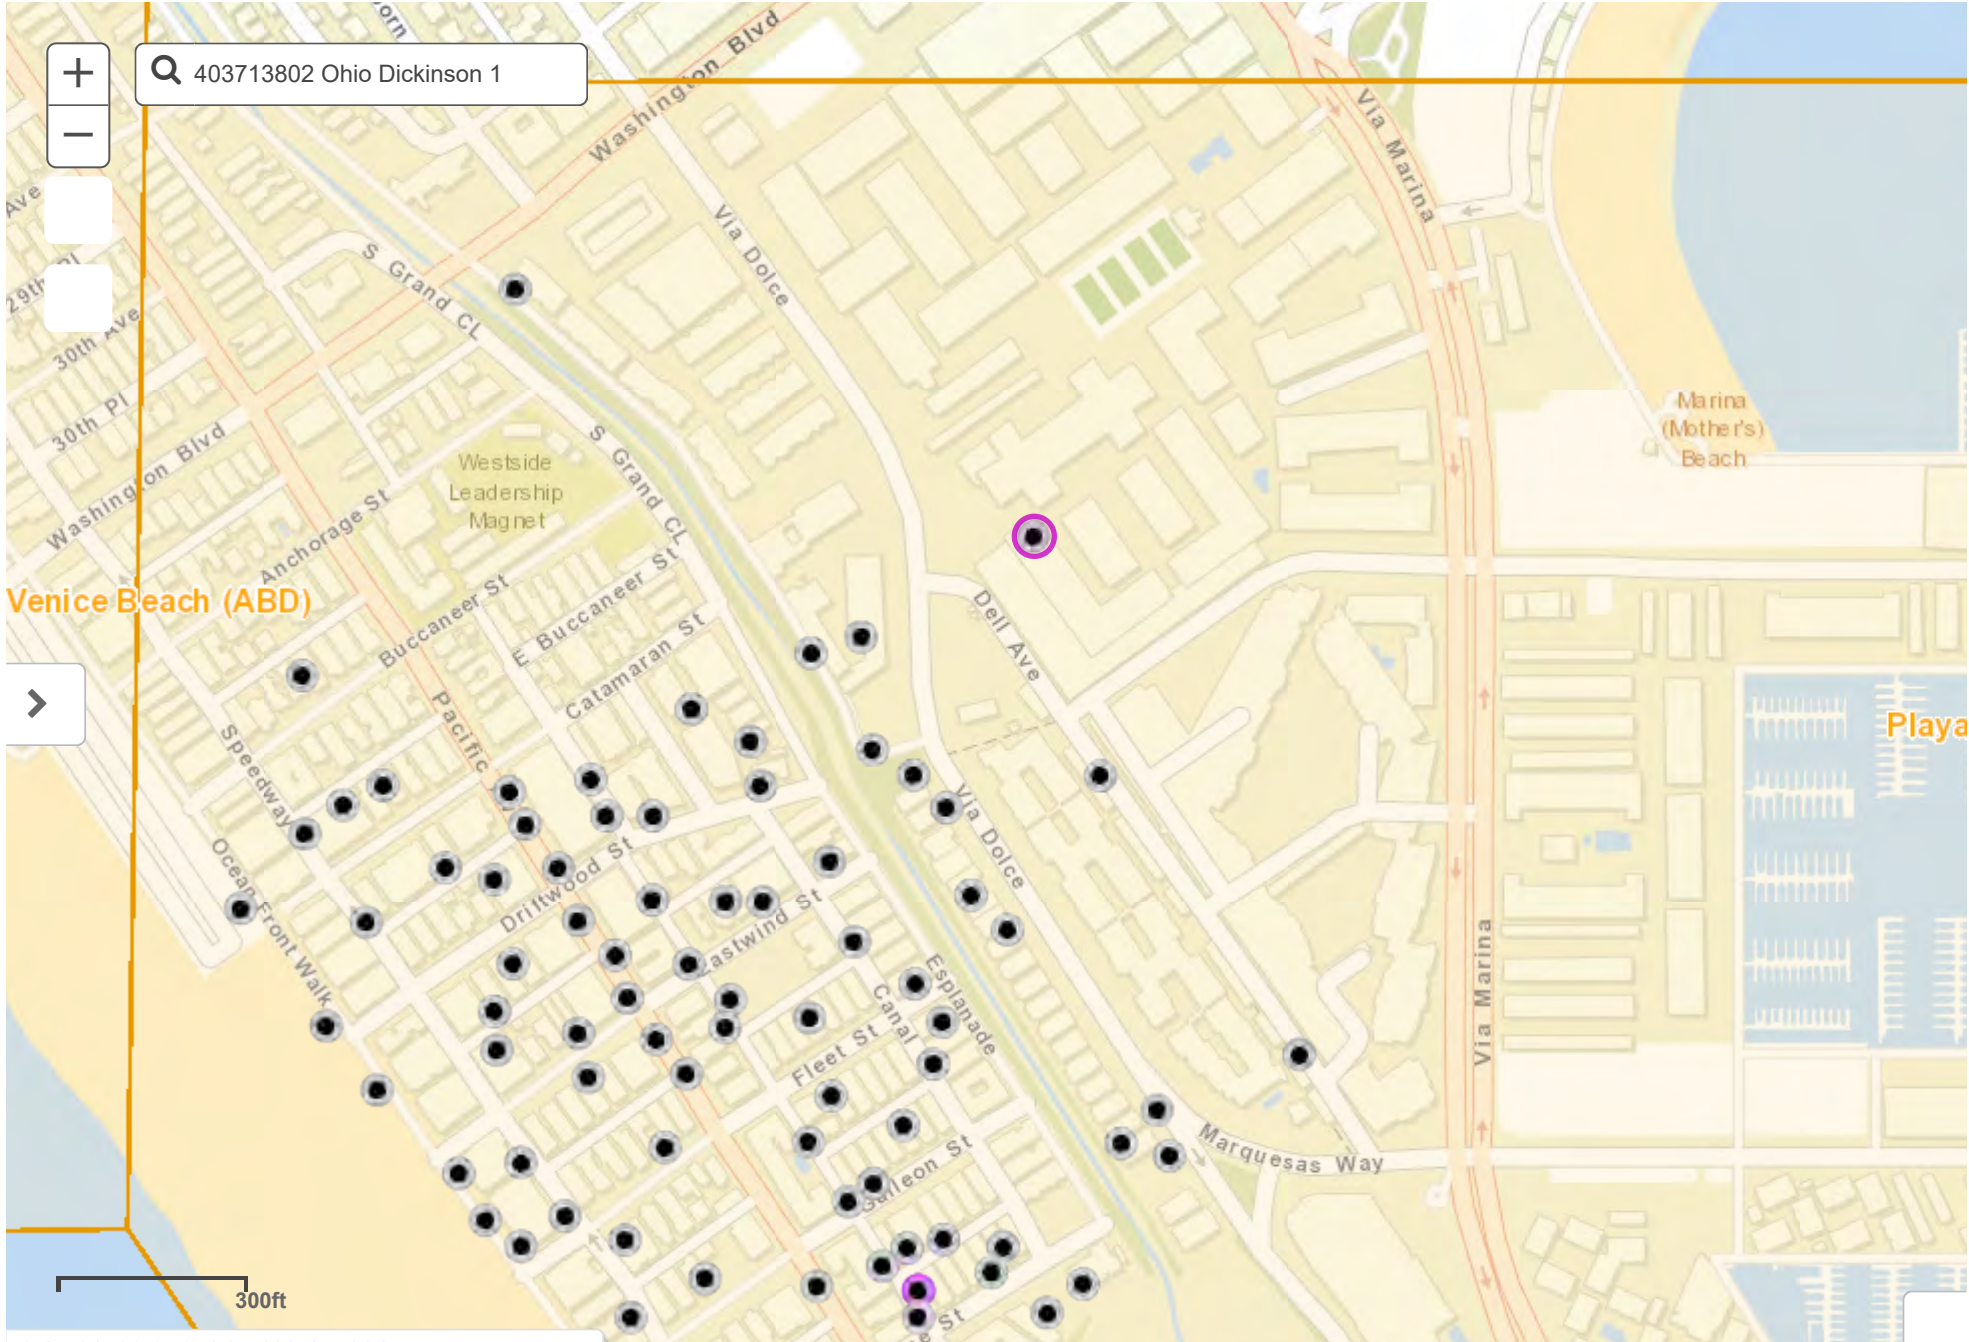 403713802 Ohio Dickinson 1
orn
Washington Blvd
Via Marina
Ave
29th Pl
30th Ave
30th Pl
S Grand CL
Via Dolce
Washington Blvd
Anchorage St
Westside
Leadership
Magnet
S Grand CL
Marina
(Mother's)
Beach
Venice Beach (ABD)
Buccaneer St
E Buccaneer St
Catamaran St
Dell Ave
Pacific
Speedway
Playa
Via Dolce
Ocean Front Walk
Driftwood St
Eastwind St
Esplanade
Canal
Fleet St
Via Marina
Galleon St
Marquesas Way
St
300ft